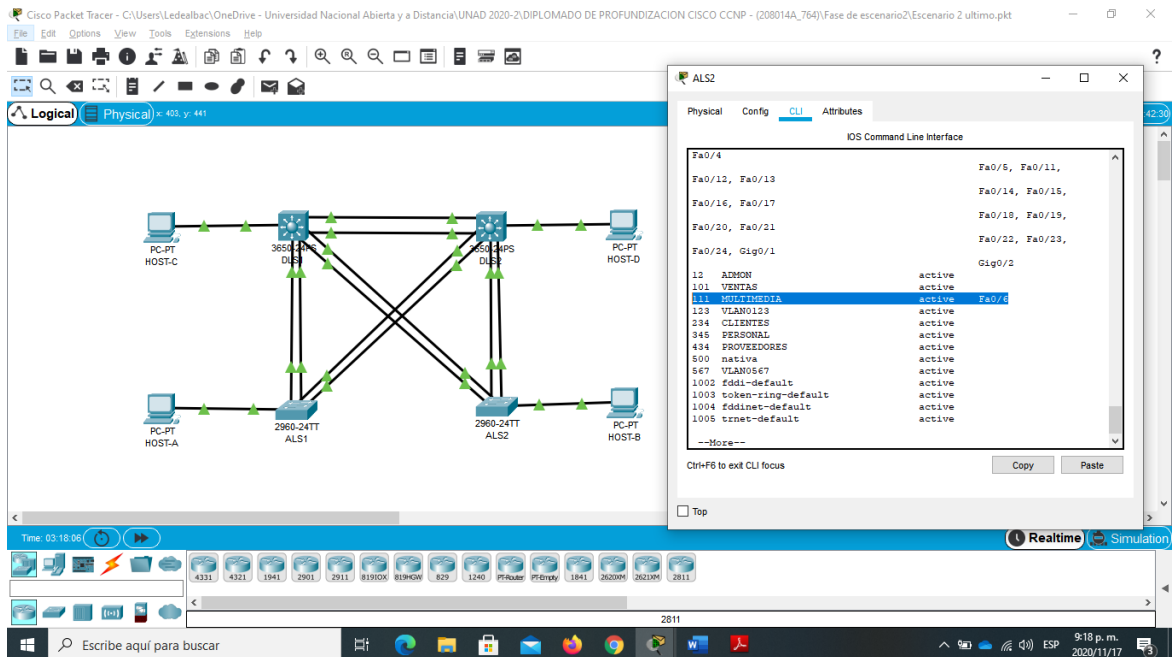 Cisco Packet Tracer - C:\Users\Ledealbac\OneDrive - Universidad Nacional Abierta y a Distancia\UNAD 2020-2\DIPLOMADO DE PROFUNDIZACION CISCO CCNP - (208014A_764)\Fase de escenario2\Escenario 2 ultimo.pkt
File Edit Options View Tools Extensions Help
?
Logical Physical x: 403, y: 441
:42:30
ALS2
Physical Config CLI Attributes
IOS Command Line Interface
Fa0/4
Fa0/5, Fa0/11,
Fa0/12, Fa0/13
Fa0/14, Fa0/15,
Fa0/16, Fa0/17
Fa0/18, Fa0/19,
Fa0/20, Fa0/21
Fa0/22, Fa0/23,
Fa0/24, Gig0/1
Gig0/2
12 ADMON active
101 VENTAS active
111 MULTIMEDIA active Fa0/6
123 VLAN0123 active
234 CLIENTES active
345 PERSONAL active
434 PROVEEDORES active
500 nativa active
567 VLAN0567 active
1002 fddi-default active
1003 token-ring-default active
1004 fddinet-default active
1005 trnet-default active
--More--
Ctrl+F6 to exit CLI focus
Copy Paste
Top
PC-PT
HOST-C
3650-24PS
DLS1
3650-24PS
DLS2
PC-PT
HOST-D
PC-PT
HOST-A
2960-24TT
ALS1
2960-24TT
ALS2
PC-PT
HOST-B
Time: 03:18:06
Realtime Simulation
4331 4321 1941 2901 2911 819IOX 819HGW 829 1240 PT-Router PT-Empty 1841 2620XM 2621XM 2811
2811
Escribe aquí para buscar
ESP
9:18 p. m.
2020/11/17
3